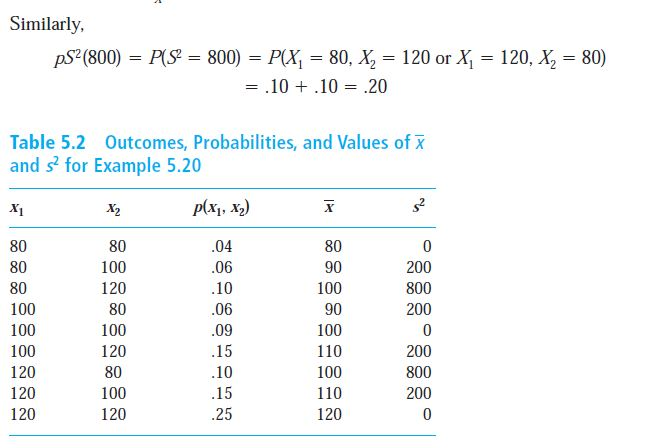 Similarly,
pS²(800) = P(S² = 800) = P(X₁ = 80, X₂ = 120 or X₁ = 120, X₂ = 80)
= .10 + .10 = .20
Table 5.2 Outcomes, Probabilities, and Values of x̅
and s² for Example 5.20
x₁ x₂ p(x₁, x₂) x̅ s²
80 80 .04 80 0
80 100 .06 90 200
80 120 .10 100 800
100 80 .06 90 200
100 100 .09 100 0
100 120 .15 110 200
120 80 .10 100 800
120 100 .15 110 200
120 120 .25 120 0